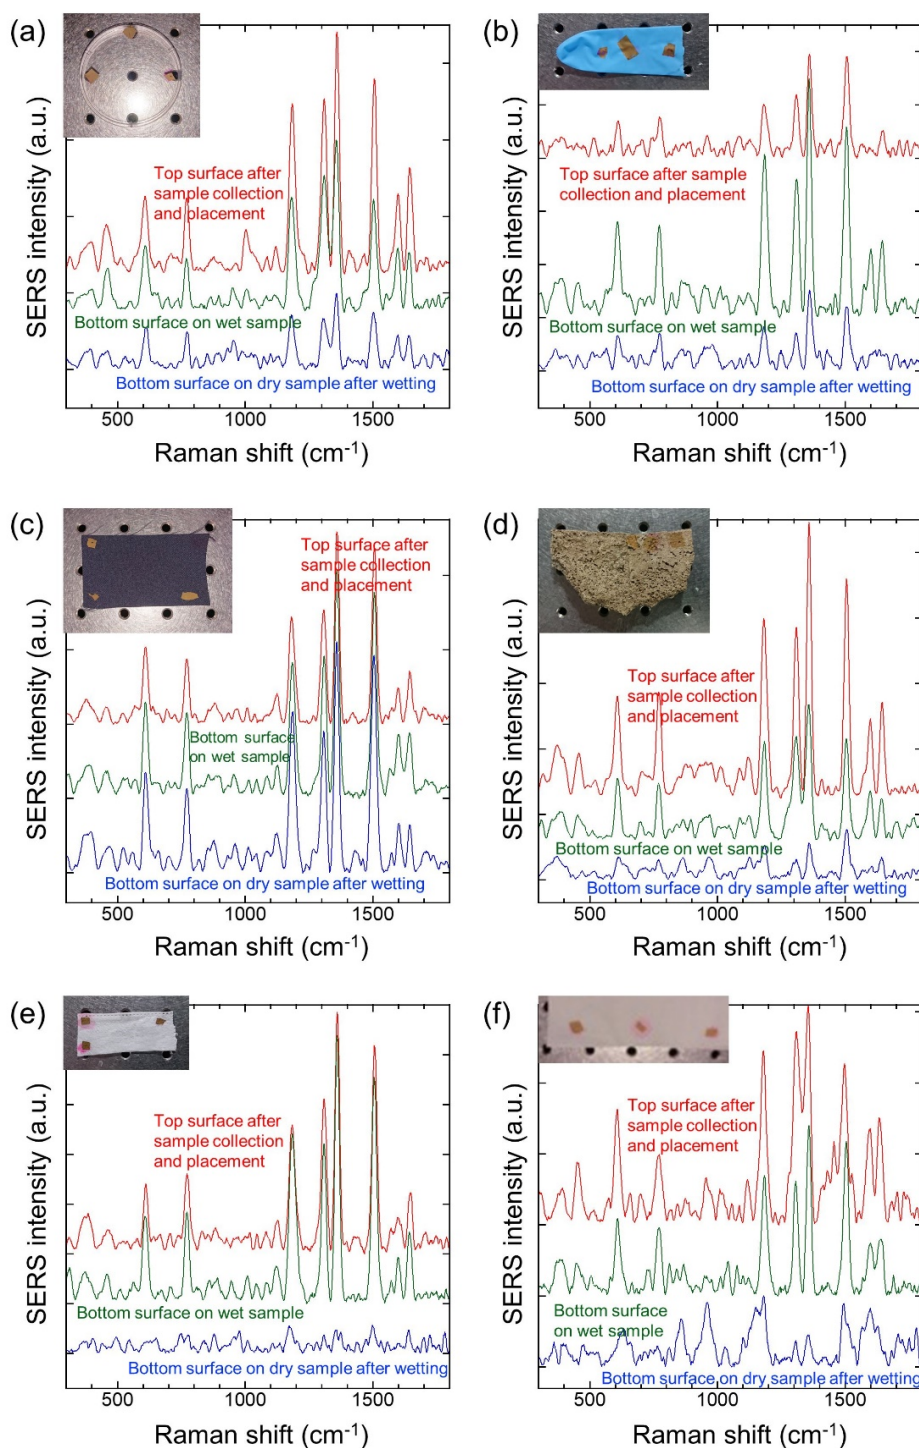 (a)
SERS intensity (a.u.)
Top surface after
sample collection
and placement
Bottom surface on wet sample
Bottom surface on dry sample after wetting
500 1000 1500
Raman shift (cm⁻¹)
(b)
SERS intensity (a.u.)
Top surface after sample
collection and placement
Bottom surface on wet sample
Bottom surface on dry sample after wetting
500 1000 1500
Raman shift (cm⁻¹)
(c)
SERS intensity (a.u.)
Top surface after
sample collection
and placement
Bottom surface
on wet sample
Bottom surface on dry sample after wetting
500 1000 1500
Raman shift (cm⁻¹)
(d)
SERS intensity (a.u.)
Top surface after
sample collection
and placement
Bottom surface on wet sample
Bottom surface on dry sample after wetting
500 1000 1500
Raman shift (cm⁻¹)
(e)
SERS intensity (a.u.)
Top surface after
sample collection
and placement
Bottom surface on wet sample
Bottom surface on dry sample after wetting
500 1000 1500
Raman shift (cm⁻¹)
(f)
SERS intensity (a.u.)
Top surface after
sample collection
and placement
Bottom surface
on wet sample
Bottom surface on dry sample after wetting
500 1000 1500
Raman shift (cm⁻¹)